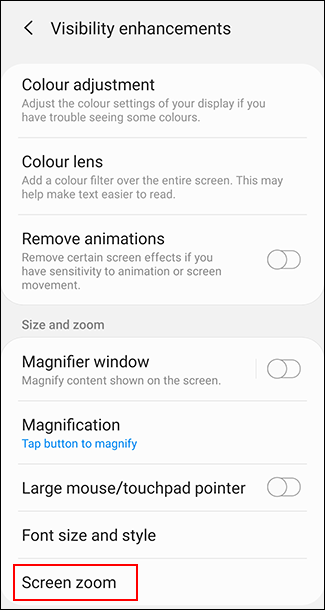 Visibility enhancements
Colour adjustment
Adjust the colour settings of your display if you
have trouble seeing some colours.
Colour lens
Add a colour filter over the entire screen. This may
help make text easier to read.
Remove animations
Remove certain screen effects if you
have sensitivity to animation or screen
movement.
Size and zoom
Magnifier window
Magnify content shown on the screen.
Magnification
Tap button to magnify
Large mouse/touchpad pointer
Font size and style
Screen zoom